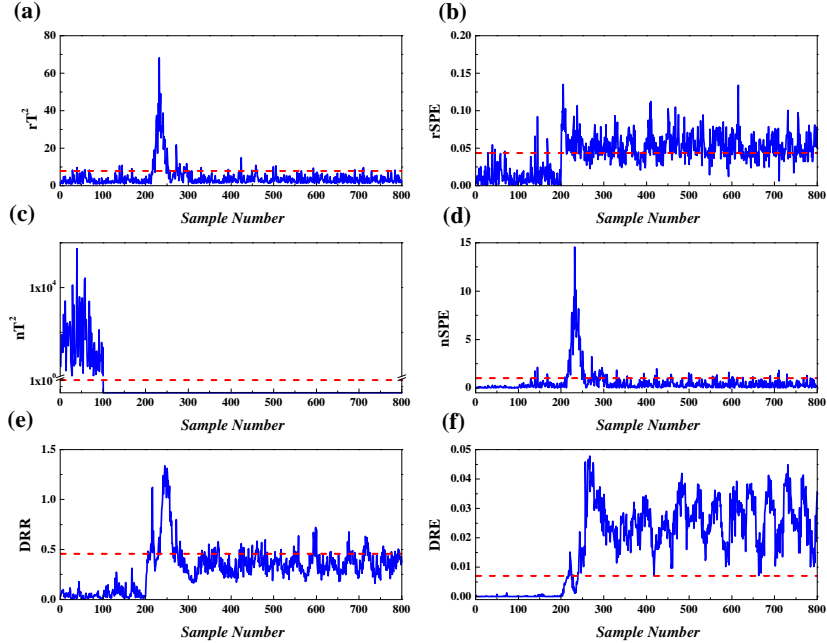 (a)
80
60
40
20
0
rT²
0 100 200 300 400 500 600 700 800
Sample Number
(b)
0.20
0.15
0.10
0.05
0.00
rSPE
0 100 200 300 400 500 600 700 800
Sample Number
(c)
1x10⁴
1x10⁰
nT²
0 100 200 300 400 500 600 700 800
Sample Number
(d)
15
10
5
0
nSPE
0 100 200 300 400 500 600 700 800
Sample Number
(e)
1.5
1.0
0.5
0.0
DRR
0 100 200 300 400 500 600 700 800
Sample Number
(f)
0.05
0.04
0.03
0.02
0.01
0.00
DRE
0 100 200 300 400 500 600 700 800
Sample Number